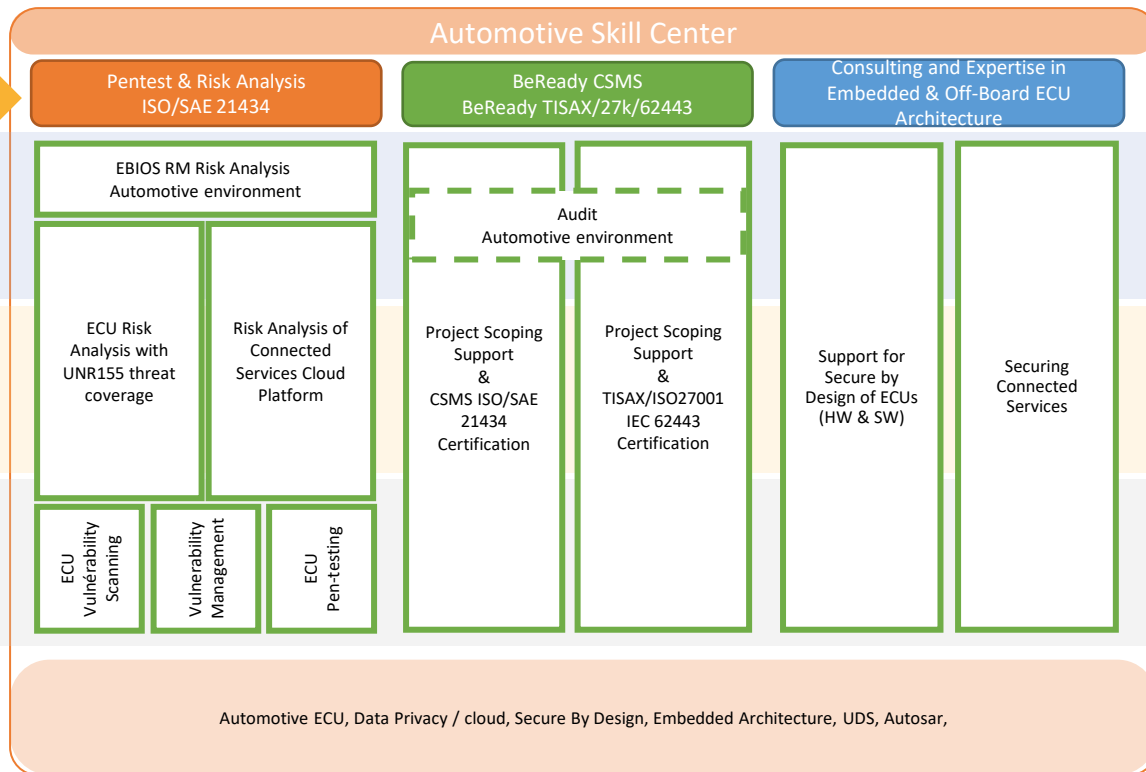 Automotive Skill Center
Pentest & Risk Analysis
ISO/SAE 21434
BeReady CSMS
BeReady TISAX/27k/62443
Consulting and Expertise in
Embedded & Off-Board ECU
Architecture
EBIOS RM Risk Analysis
Automotive environment
ECU Risk
Analysis with
UNR155 threat
coverage
Risk Analysis of
Connected
Services Cloud
Platform
ECU
Vulnérability
Scanning
Vulnerability
Management
ECU
Pen-testing
Audit
Automotive environment
Project Scoping
Support
&
CSMS ISO/SAE
21434
Certification
Project Scoping
Support
&
TISAX/ISO27001
IEC 62443
Certification
Support for
Secure by
Design of ECUs
(HW & SW)
Securing
Connected
Services
Automotive ECU, Data Privacy / cloud, Secure By Design, Embedded Architecture, UDS, Autosar,